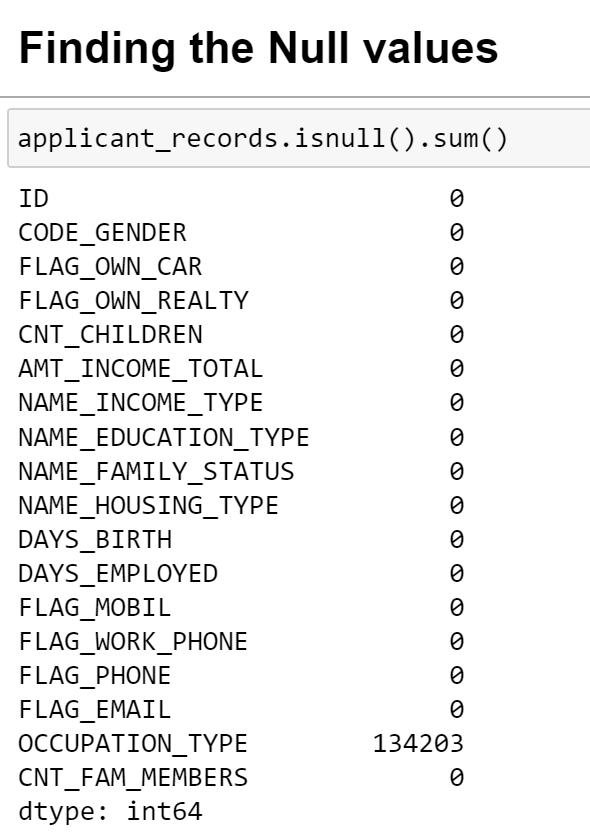 Finding the Null values
applicant_records.isnull().sum()
ID 0
CODE_GENDER 0
FLAG_OWN_CAR 0
FLAG_OWN_REALTY 0
CNT_CHILDREN 0
AMT_INCOME_TOTAL 0
NAME_INCOME_TYPE 0
NAME_EDUCATION_TYPE 0
NAME_FAMILY_STATUS 0
NAME_HOUSING_TYPE 0
DAYS_BIRTH 0
DAYS_EMPLOYED 0
FLAG_MOBIL 0
FLAG_WORK_PHONE 0
FLAG_PHONE 0
FLAG_EMAIL 0
OCCUPATION_TYPE 134203
CNT_FAM_MEMBERS 0
dtype: int64